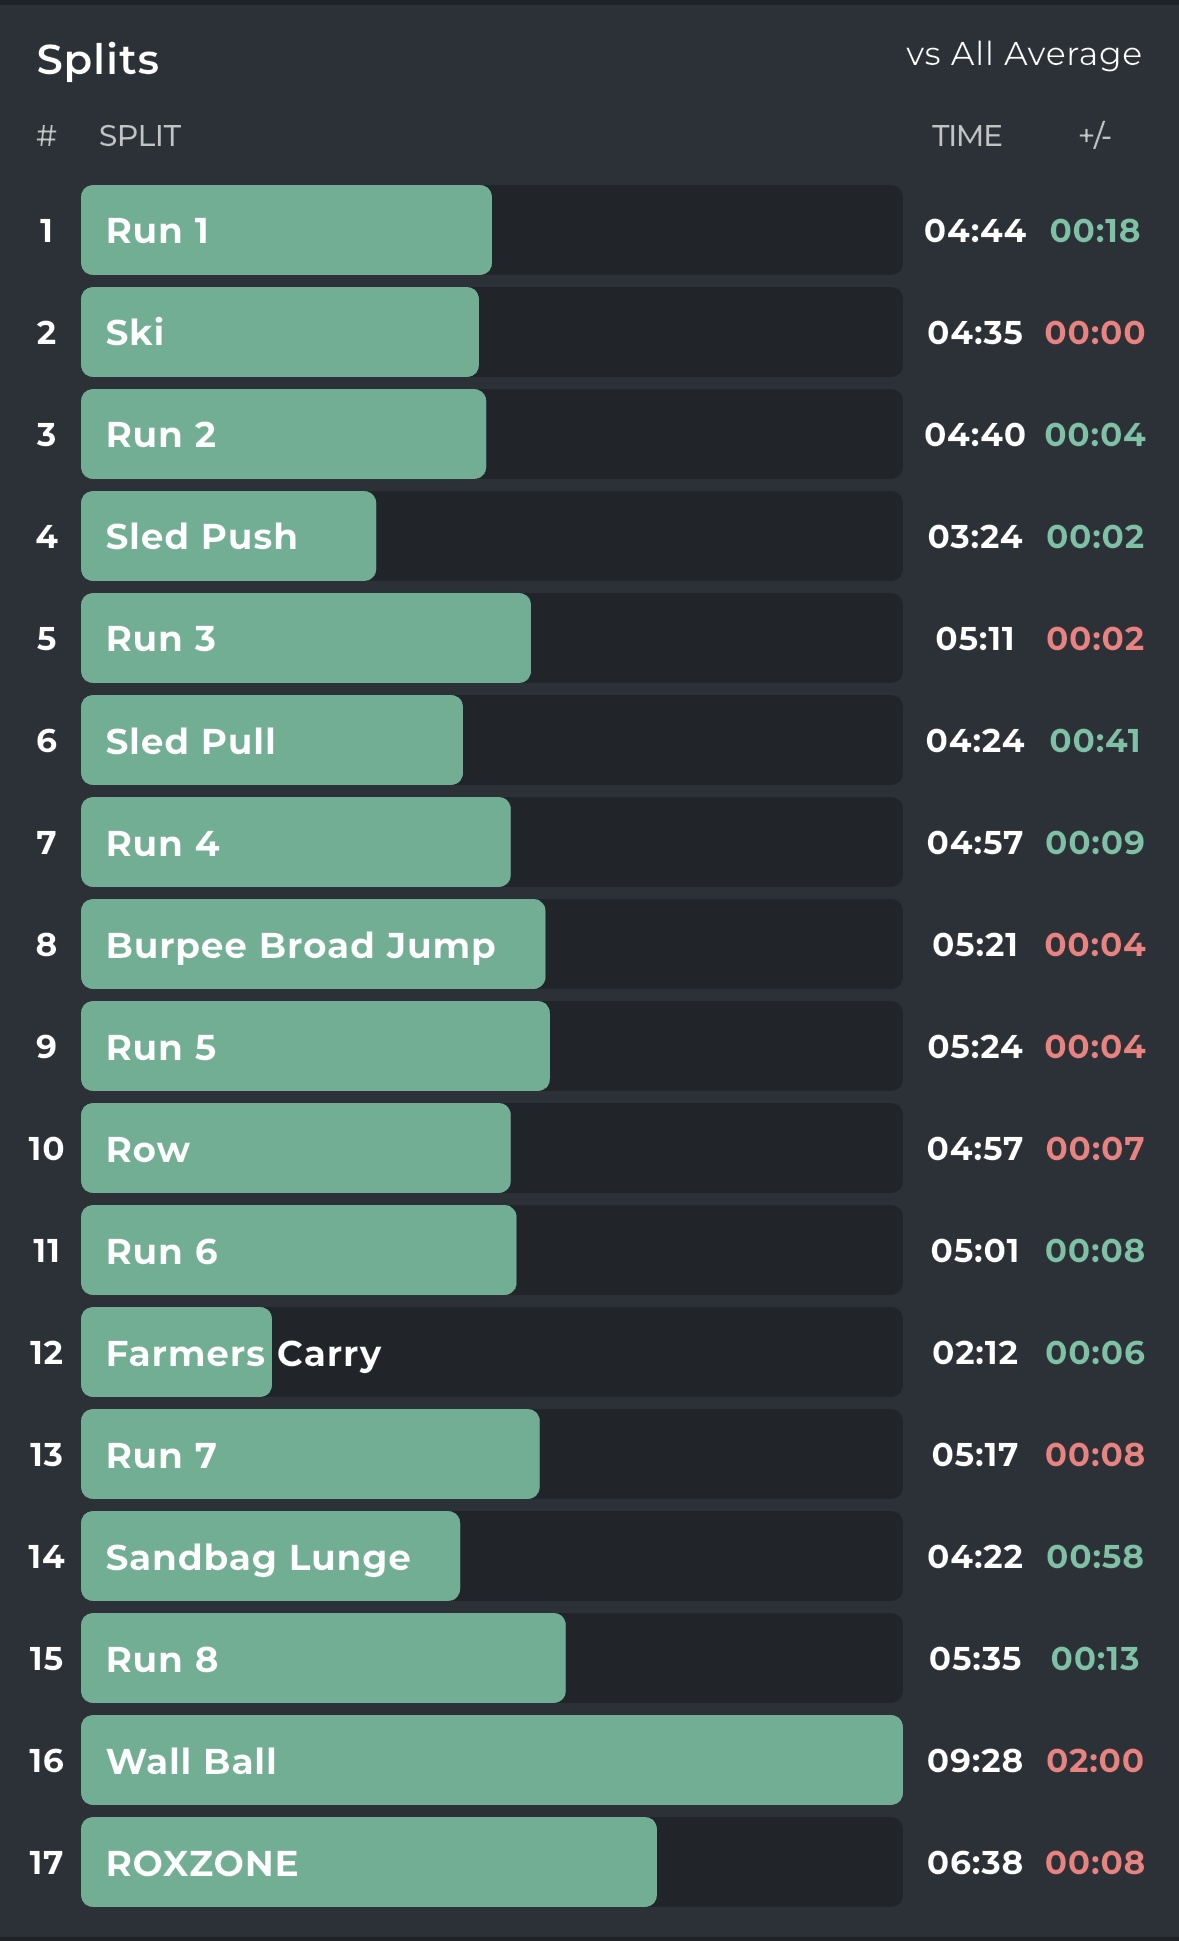 Splits vs All Average
# SPLIT TIME +/-
1 Run 1 04:44 00:18
2 Ski 04:35 00:00
3 Run 2 04:40 00:04
4 Sled Push 03:24 00:02
5 Run 3 05:11 00:02
6 Sled Pull 04:24 00:41
7 Run 4 04:57 00:09
8 Burpee Broad Jump 05:21 00:04
9 Run 5 05:24 00:04
10 Row 04:57 00:07
11 Run 6 05:01 00:08
12 Farmers Carry 02:12 00:06
13 Run 7 05:17 00:08
14 Sandbag Lunge 04:22 00:58
15 Run 8 05:35 00:13
16 Wall Ball 09:28 02:00
17 ROXZONE 06:38 00:08